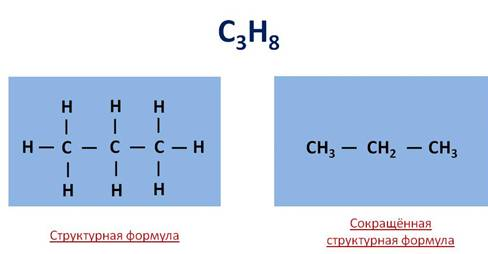 C₃H₈
H H H
| | |
H — C — C — C — H
| | |
H H H
CH₃ — CH₂ — CH₃
Структурная формула
Сокращённая
структурная формула